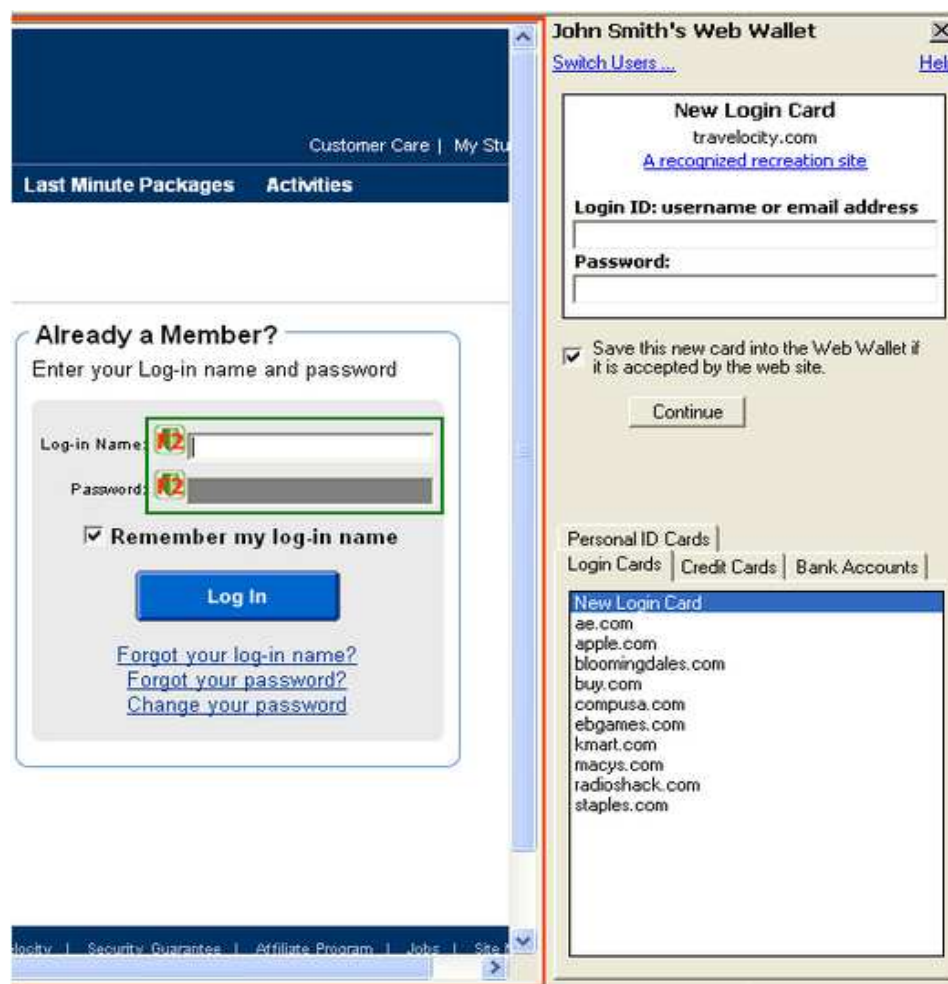 Customer Care | My Stu
Last Minute Packages Activities
Already a Member?
Enter your Log-in name and password
Log-in Name:
Password:
Remember my log-in name
Log In
Forgot your log-in name?
Forgot your password?
Change your password
locity | Security Guarantee | Affiliate Program | Jobs | Site
John Smith's Web Wallet
Switch Users ... Hel
New Login Card
travelocity.com
A recognized recreation site
Login ID: username or email address
Password:
Save this new card into the Web Wallet if
it is accepted by the web site.
Continue
Personal ID Cards
Login Cards Credit Cards Bank Accounts
New Login Card
ae.com
apple.com
bloomingdales.com
buy.com
compusa.com
ebgames.com
kmart.com
macys.com
radioshack.com
staples.com